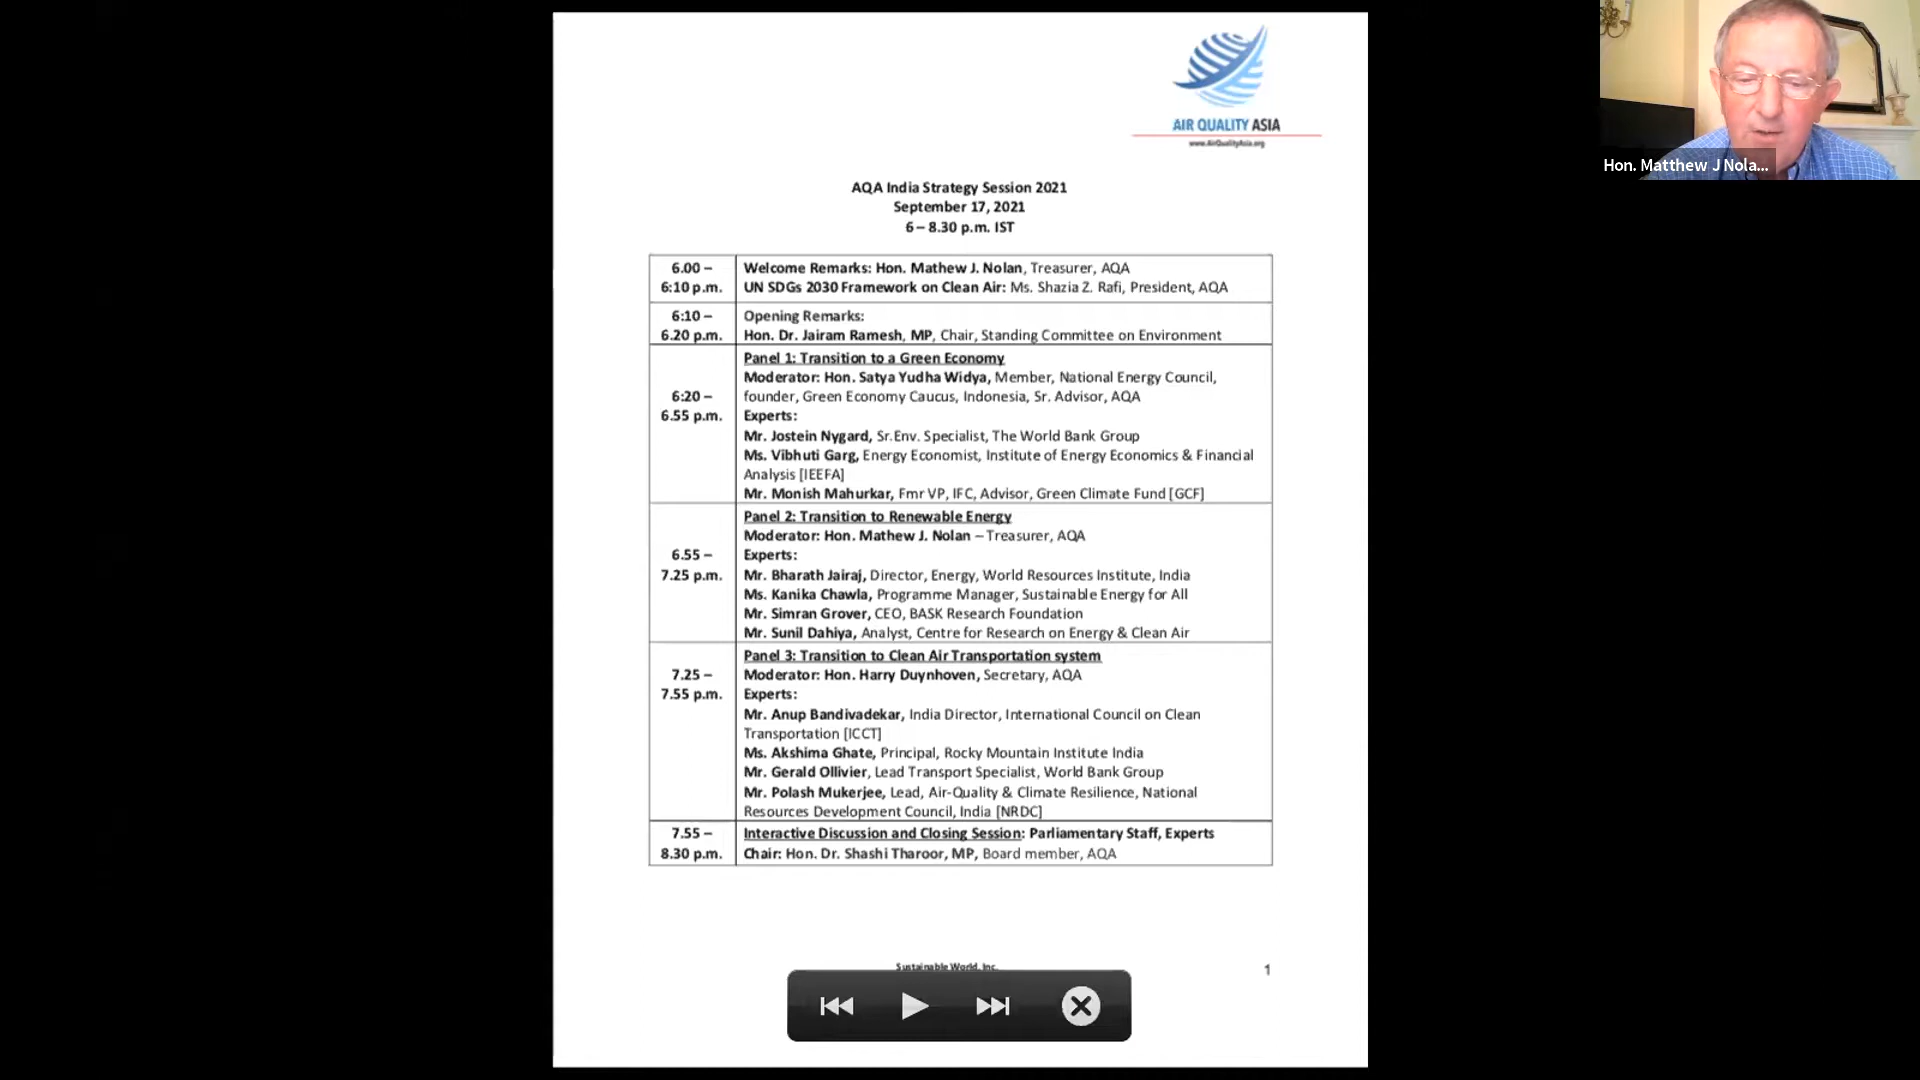 AIR QUALITY ASIA
www.AirQualityAsia.org
Hon. Matthew J Nola...
AQA India Strategy Session 2021
September 17, 2021
6 – 8.30 p.m. IST
6.00 –
6:10 p.m.
Welcome Remarks: Hon. Mathew J. Nolan, Treasurer, AQA
UN SDGs 2030 Framework on Clean Air: Ms. Shazia Z. Rafi, President, AQA
6:10 –
6.20 p.m.
Opening Remarks:
Hon. Dr. Jairam Ramesh, MP, Chair, Standing Committee on Environment
6:20 –
6.55 p.m.
Panel 1: Transition to a Green Economy
Moderator: Hon. Satya Yudha Widya, Member, National Energy Council,
founder, Green Economy Caucus, Indonesia, Sr. Advisor, AQA
Experts:
Mr. Jostein Nygard, Sr.Env. Specialist, The World Bank Group
Ms. Vibhuti Garg, Energy Economist, Institute of Energy Economics & Financial
Analysis [IEEFA]
Mr. Monish Mahurkar, Fmr VP, IFC, Advisor, Green Climate Fund [GCF]
6.55 –
7.25 p.m.
Panel 2: Transition to Renewable Energy
Moderator: Hon. Mathew J. Nolan – Treasurer, AQA
Experts:
Mr. Bharath Jairaj, Director, Energy, World Resources Institute, India
Ms. Kanika Chawla, Programme Manager, Sustainable Energy for All
Mr. Simran Grover, CEO, BASK Research Foundation
Mr. Sunil Dahiya, Analyst, Centre for Research on Energy & Clean Air
7.25 –
7.55 p.m.
Panel 3: Transition to Clean Air Transportation system
Moderator: Hon. Harry Duynhoven, Secretary, AQA
Experts:
Mr. Anup Bandivadekar, India Director, International Council on Clean
Transportation [ICCT]
Ms. Akshima Ghate, Principal, Rocky Mountain Institute India
Mr. Gerald Ollivier, Lead Transport Specialist, World Bank Group
Mr. Polash Mukerjee, Lead, Air-Quality & Climate Resilience, National
Resources Development Council, India [NRDC]
7.55 –
8.30 p.m.
Interactive Discussion and Closing Session: Parliamentary Staff, Experts
Chair: Hon. Dr. Shashi Tharoor, MP, Board member, AQA
Sustainable World, Inc.
1